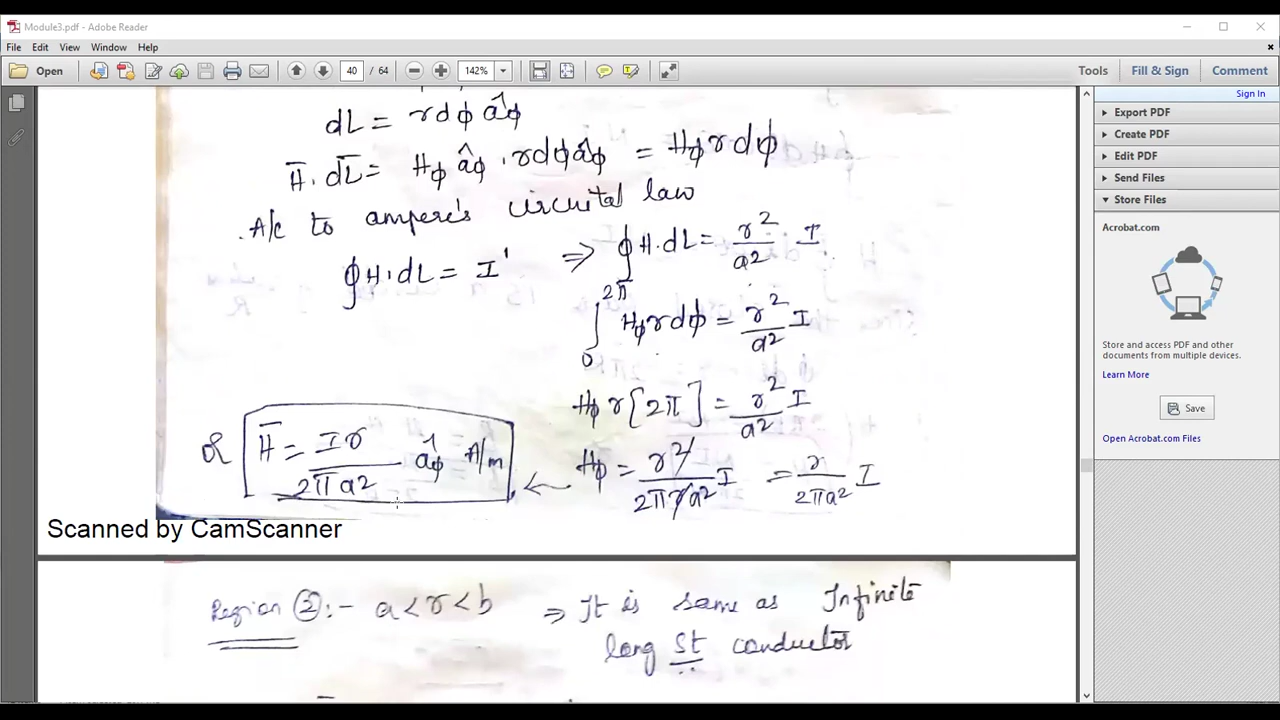 Module3.pdf - Adobe Reader
File Edit View Window Help
Open 40 / 64 142% Tools Fill & Sign Comment
Sign In
Export PDF
Create PDF
Edit PDF
Send Files
Store Files
Acrobat.com
Store and access PDF and other
documents from multiple devices.
Learn More
Save
Open Acrobat.com Files
dL = rdϕ âϕ
H̄ . dL̄ = Hϕ âϕ . rdϕ âϕ = Hϕ r dϕ
A/c to ampere's circuital law
∮H.dL = I' ⇒ ∮H.dL = r²/a² I
∫₀^2π Hϕ r dϕ = r²/a² I
Hϕ r [2π] = r²/a² I
Hϕ = r²/2πra² I = r/2πa² I
or H̄ = Ir/2πa² âϕ A/m
Scanned by CamScanner
Region ②:- a < r < b ⇒ It is same as Infinite
long St conductor